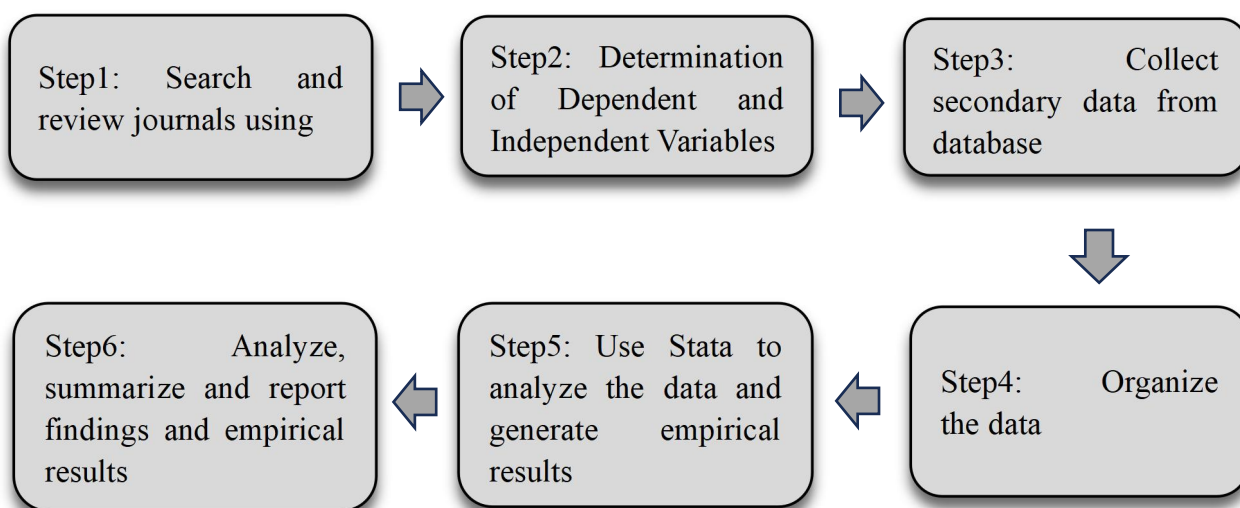 Step1: Search and
review journals using
Step2: Determination
of Dependent and
Independent Variables
Step3: Collect
secondary data from
database
Step4: Organize
the data
Step5: Use Stata to
analyze the data and
generate empirical
results
Step6: Analyze,
summarize and report
findings and empirical
results